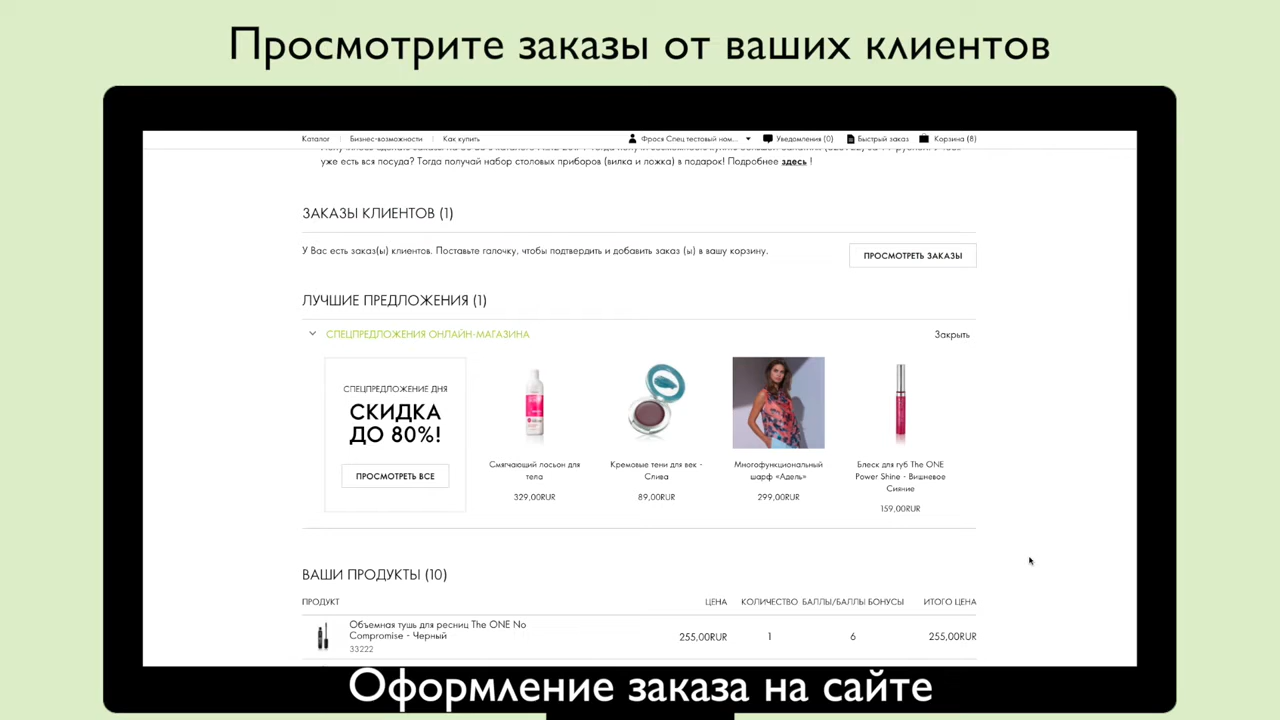 Просмотрите заказы от ваших клиентов
Каталог Бизнес-возможности Как купить Фрося Спец тестовый ном... Уведомления (0) Быстрый заказ Корзина (8)
уже есть вся посуда? Тогда получай набор столовых приборов (вилка и ложка) в подарок! Подробнее здесь !
ЗАКАЗЫ КЛИЕНТОВ (1)
У Вас есть заказ(ы) клиентов. Поставьте галочку, чтобы подтвердить и добавить заказ (ы) в вашу корзину.
ПРОСМОТРЕТЬ ЗАКАЗЫ
ЛУЧШИЕ ПРЕДЛОЖЕНИЯ (1)
СПЕЦПРЕДЛОЖЕНИЯ ОНЛАЙН-МАГАЗИНА Закрыть
СПЕЦПРЕДЛОЖЕНИЕ ДНЯ
СКИДКА
ДО 80%!
ПРОСМОТРЕТЬ ВСЕ
Смягчающий лосьон для
тела
329,00RUR
Кремовые тени для век -
Слива
89,00RUR
Многофункциональный
шарф «Адель»
299,00RUR
Блеск для губ The ONE
Power Shine - Вишневое
Сияние
159,00RUR
ВАШИ ПРОДУКТЫ (10)
ПРОДУКТ ЦЕНА КОЛИЧЕСТВО БАЛЛЫ/БАЛЛЫ БОНУСЫ ИТОГО ЦЕНА
Объемная тушь для ресниц The ONE No
Compromise - Черный
33222
255,00RUR 1 6 255,00RUR
Оформление заказа на сайте